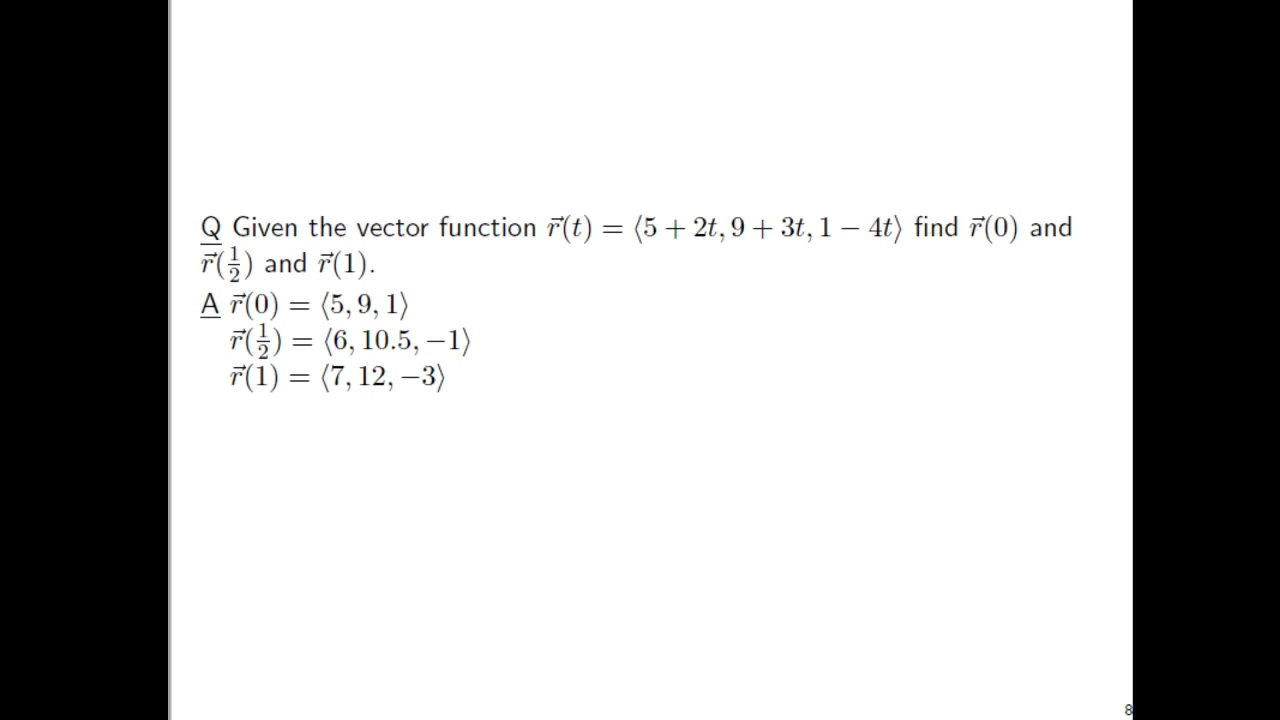 Q Given the vector function r⃗(t) = ⟨5 + 2t, 9 + 3t, 1 − 4t⟩ find r⃗(0) and
r⃗(½) and r⃗(1).
A r⃗(0) = ⟨5, 9, 1⟩
r⃗(½) = ⟨6, 10.5, −1⟩
r⃗(1) = ⟨7, 12, −3⟩
8